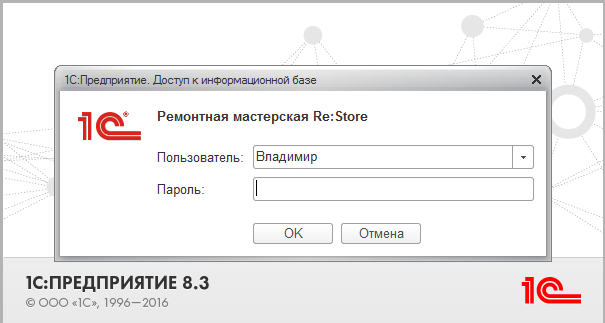 1С:Предприятие. Доступ к информационной базе
1С®
Ремонтная мастерская Re:Store
Пользователь: Владимир
Пароль:
OK Отмена
1С:ПРЕДПРИЯТИЕ 8.3
© ООО «1С», 1996—2016
1С